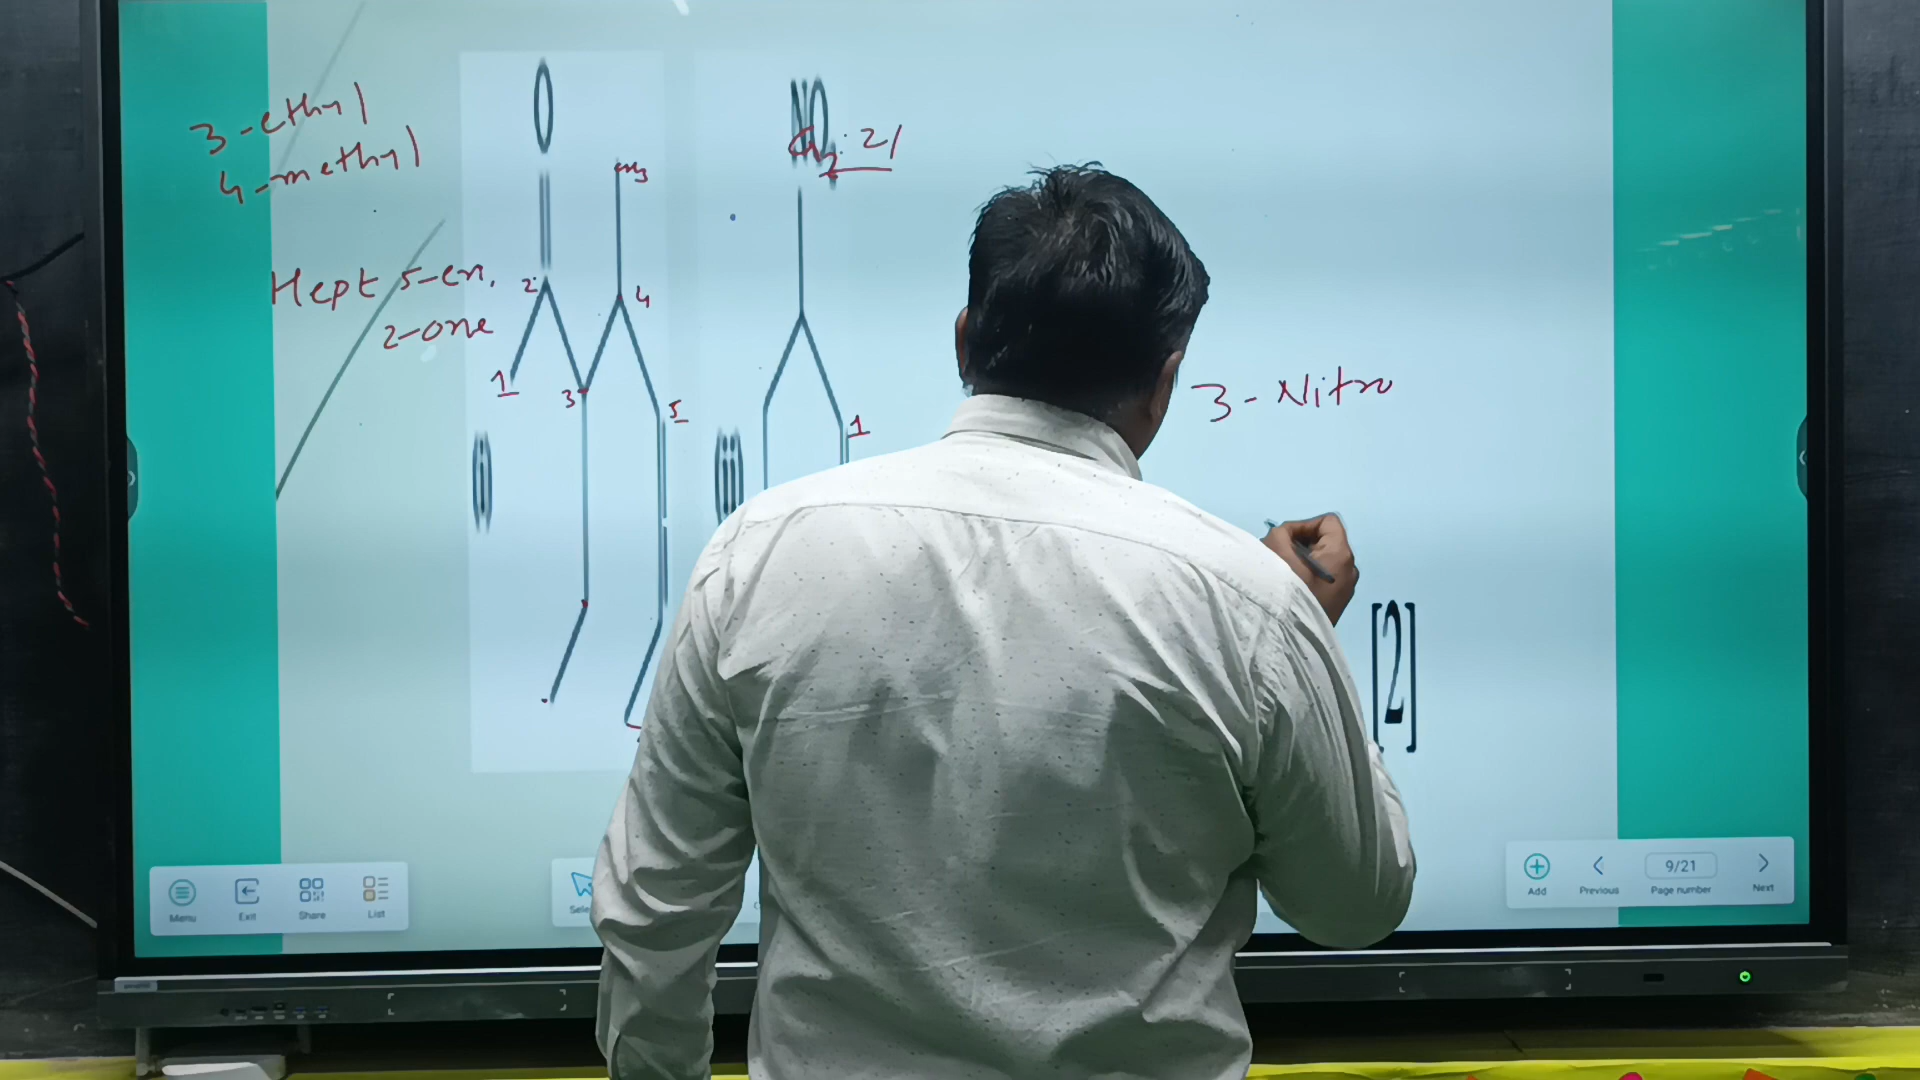 3-ethyl
4-methyl
Hept 5-en,
2-one
O
CH3
2
4
1
3
5
(i)
NO2
Q: 21
1
(ii)
3-Nitro
[2]
Menu
Exit
Share
List
Add
Previous
9/21
Page number
Next